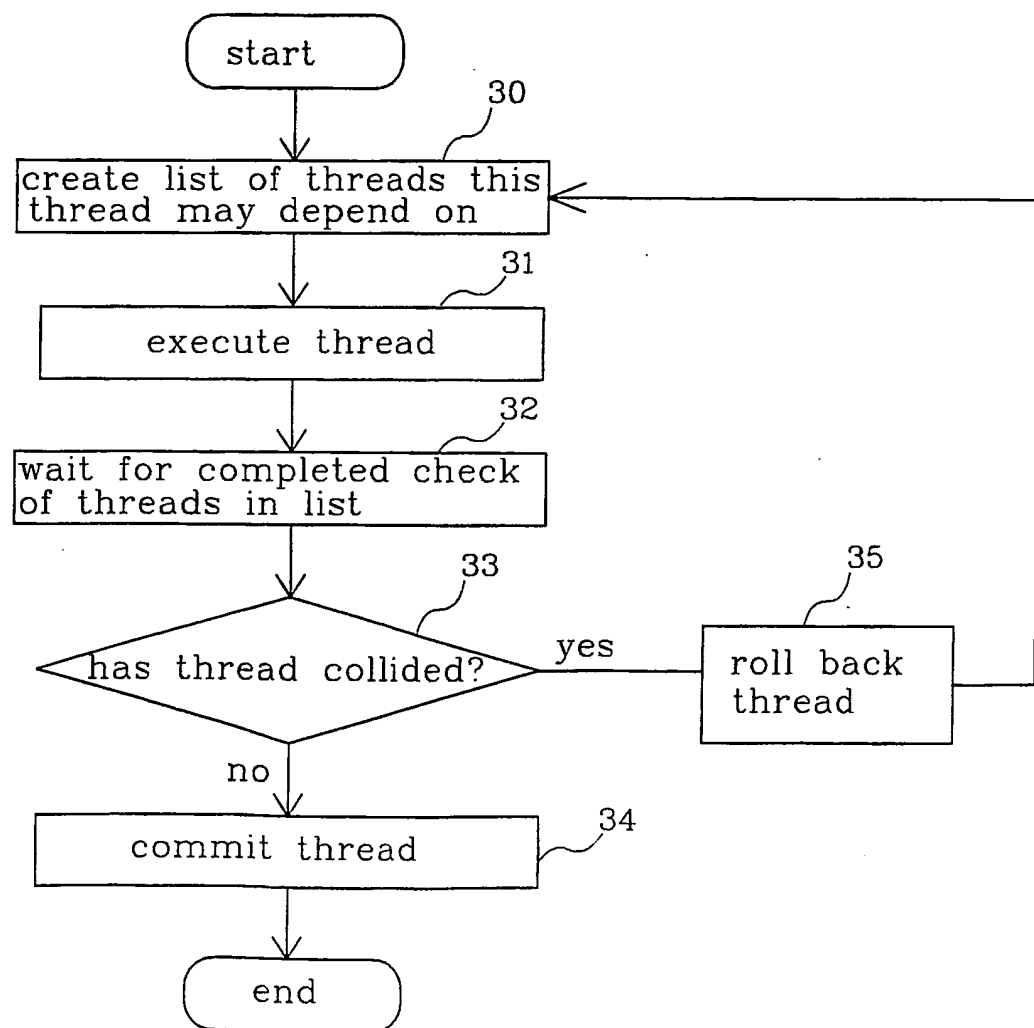 start
30
create list of threads this
thread may depend on
31
execute thread
32
wait for completed check
of threads in list
33
has thread collided?
yes
35
roll back
thread
no
34
commit thread
end